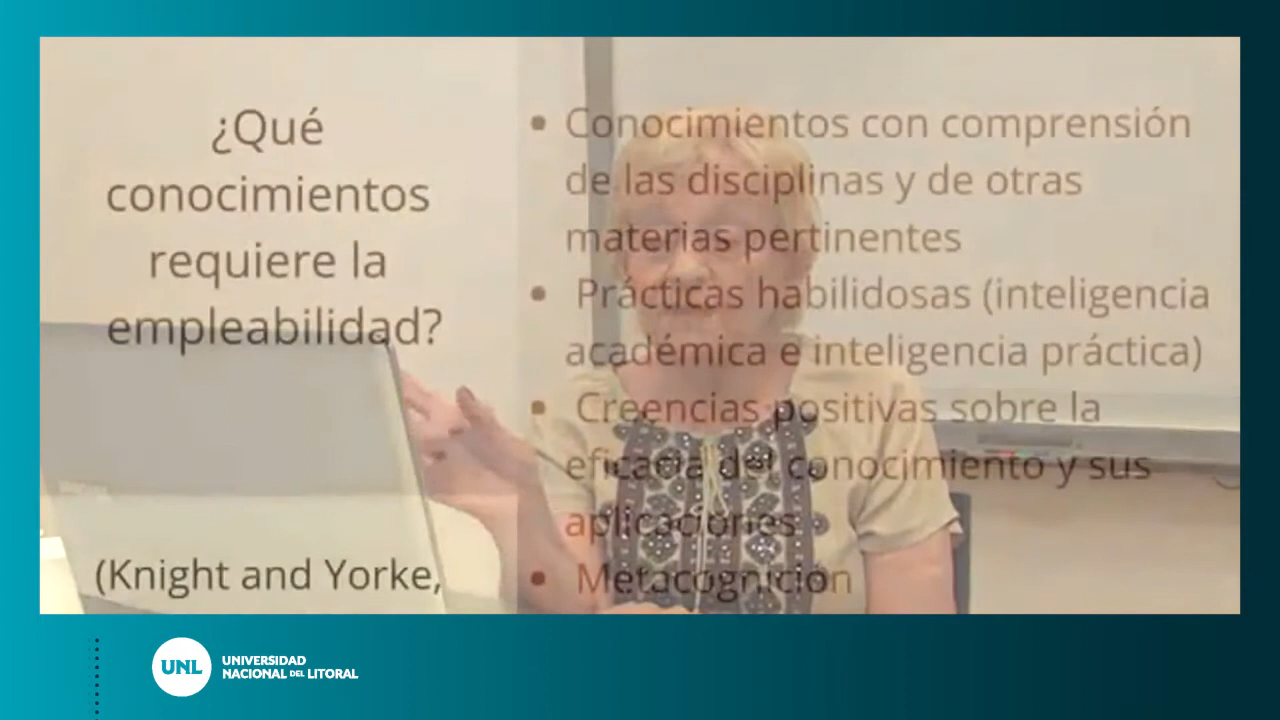 ¿Qué
conocimientos
requiere la
empleabilidad?
(Knight and Yorke,
• Conocimientos con comprensión
de las disciplinas y de otras
materias pertinentes
• Prácticas habilidosas (inteligencia
académica e inteligencia práctica)
• Creencias positivas sobre la
eficacia del conocimiento y sus
aplicaciones
• Metacognición
UNL
UNIVERSIDAD
NACIONAL DEL LITORAL